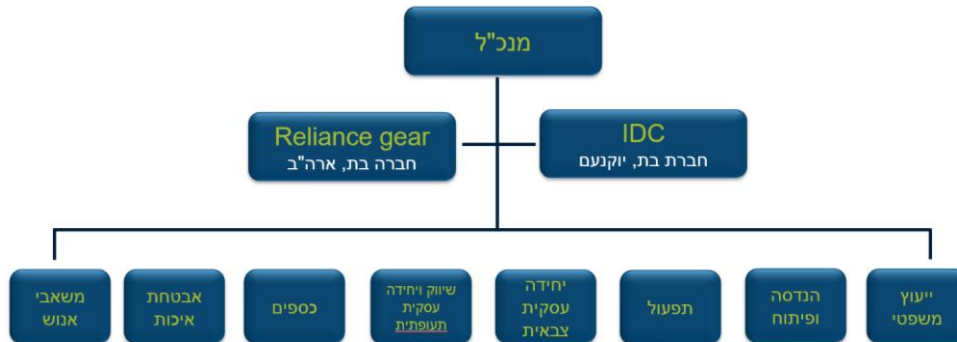 מנכ"ל
IDC
חברת בת, יוקנעם
Reliance gear
חברה בת, ארה"ב
ייעוץ
משפטי
הנדסה
ופיתוח
תפעול
יחידה
עסקית
צבאית
שיווק ויחידה
עסקית
תעופתית
כספים
אבטחת
איכות
משאבי
אנוש